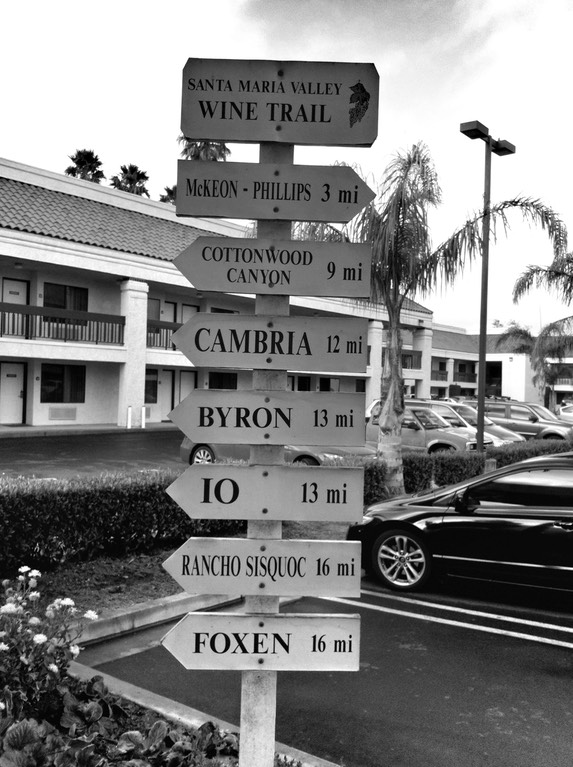 SANTA MARIA VALLEY
WINE TRAIL
McKEON - PHILLIPS 3 mi
COTTONWOOD
CANYON 9 mi
CAMBRIA 12 mi
BYRON 13 mi
IO 13 mi
RANCHO SISQUOC 16 mi
FOXEN 16 mi